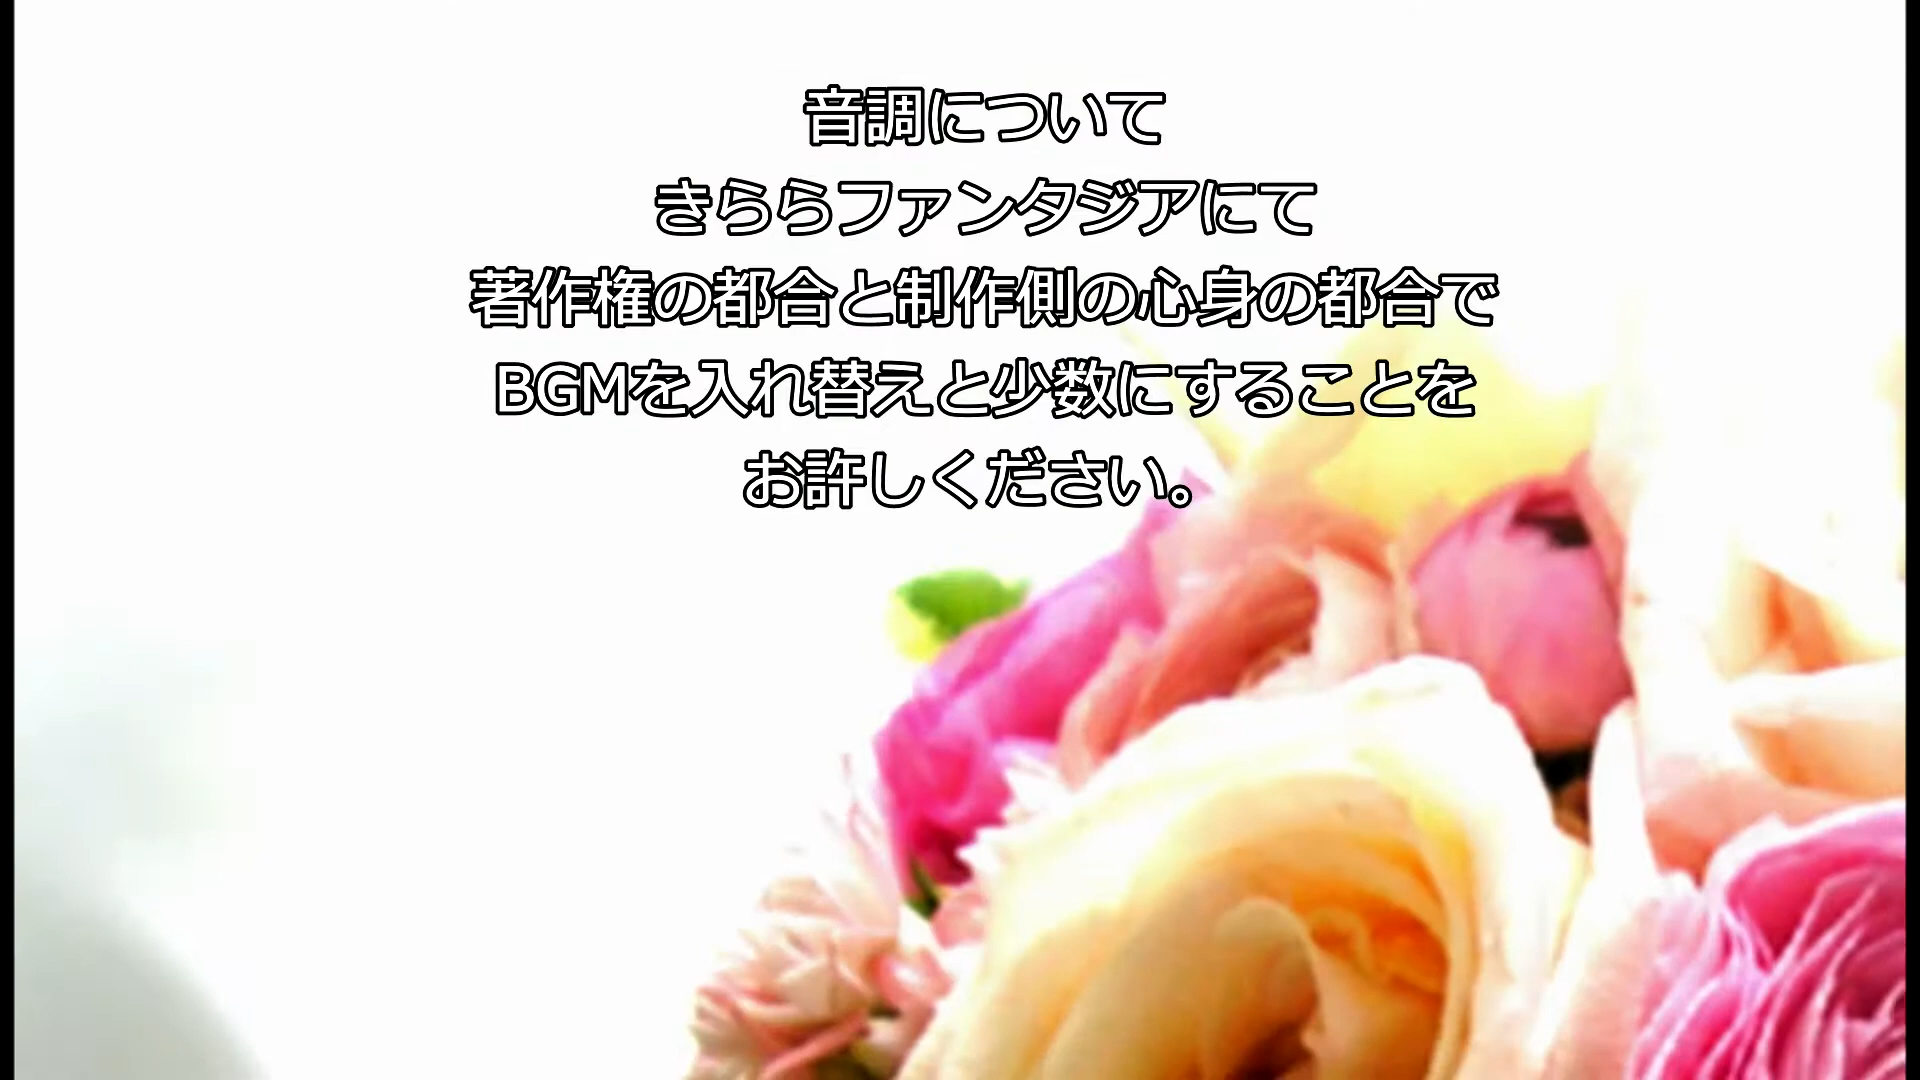 音調について
きららファンタジアにて
著作権の都合と制作側の心身の都合で
BGMを入れ替えと少数にすることを
お許しください。